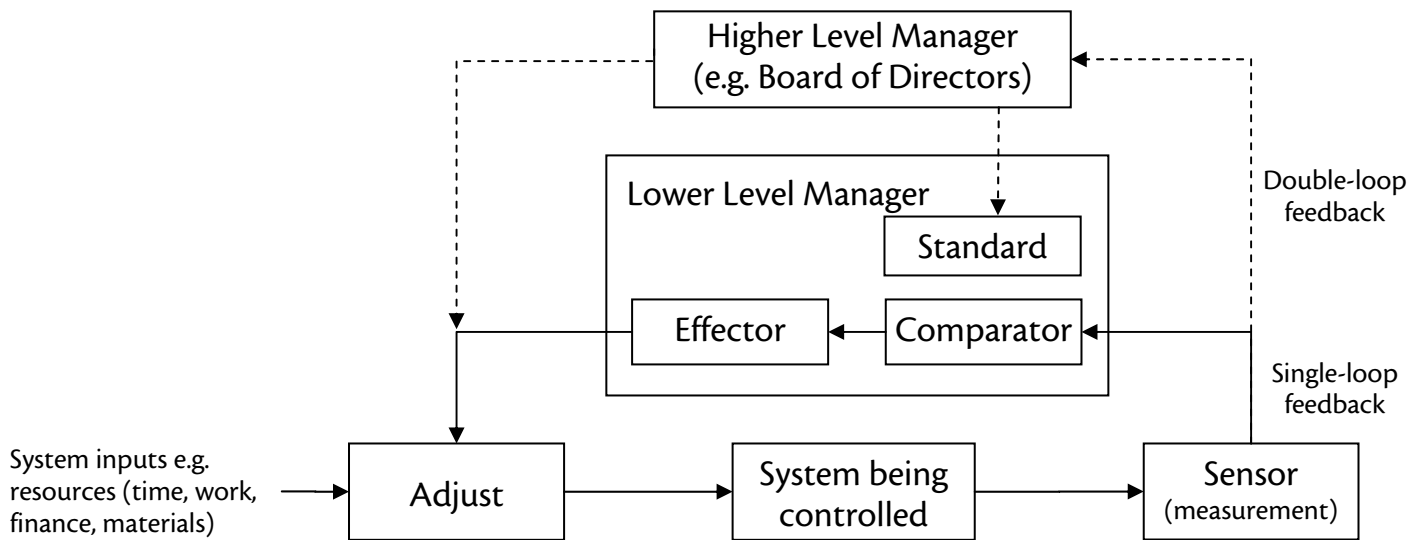 Higher Level Manager
(e.g. Board of Directors)
Lower Level Manager
Double-loop
feedback
Standard
Effector
Comparator
Single-loop
feedback
System inputs e.g.
resources (time, work,
finance, materials)
Adjust
System being
controlled
Sensor
(measurement)